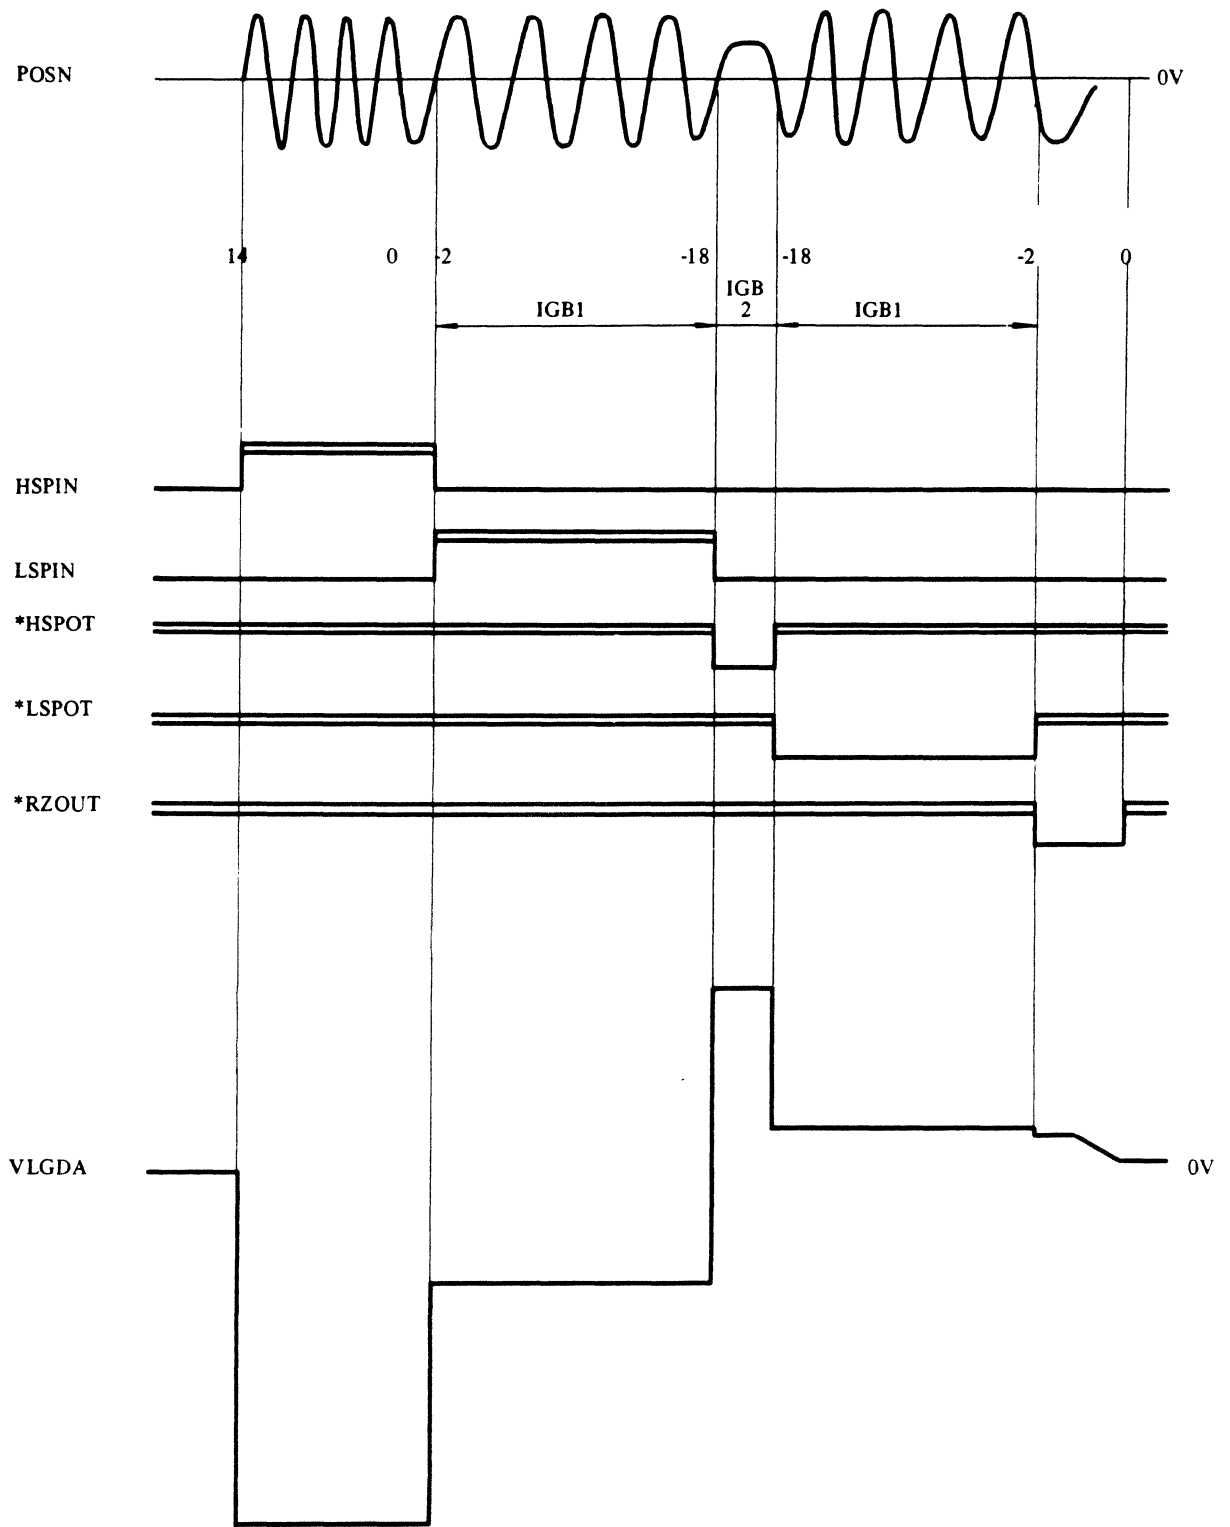 POSN
0V
14 0 -2 -18 -18 -2 0
IGB1 IGB 2 IGB1
HSPIN
LSPIN
*HSPOT
*LSPOT
*RZOUT
VLGDA
0V